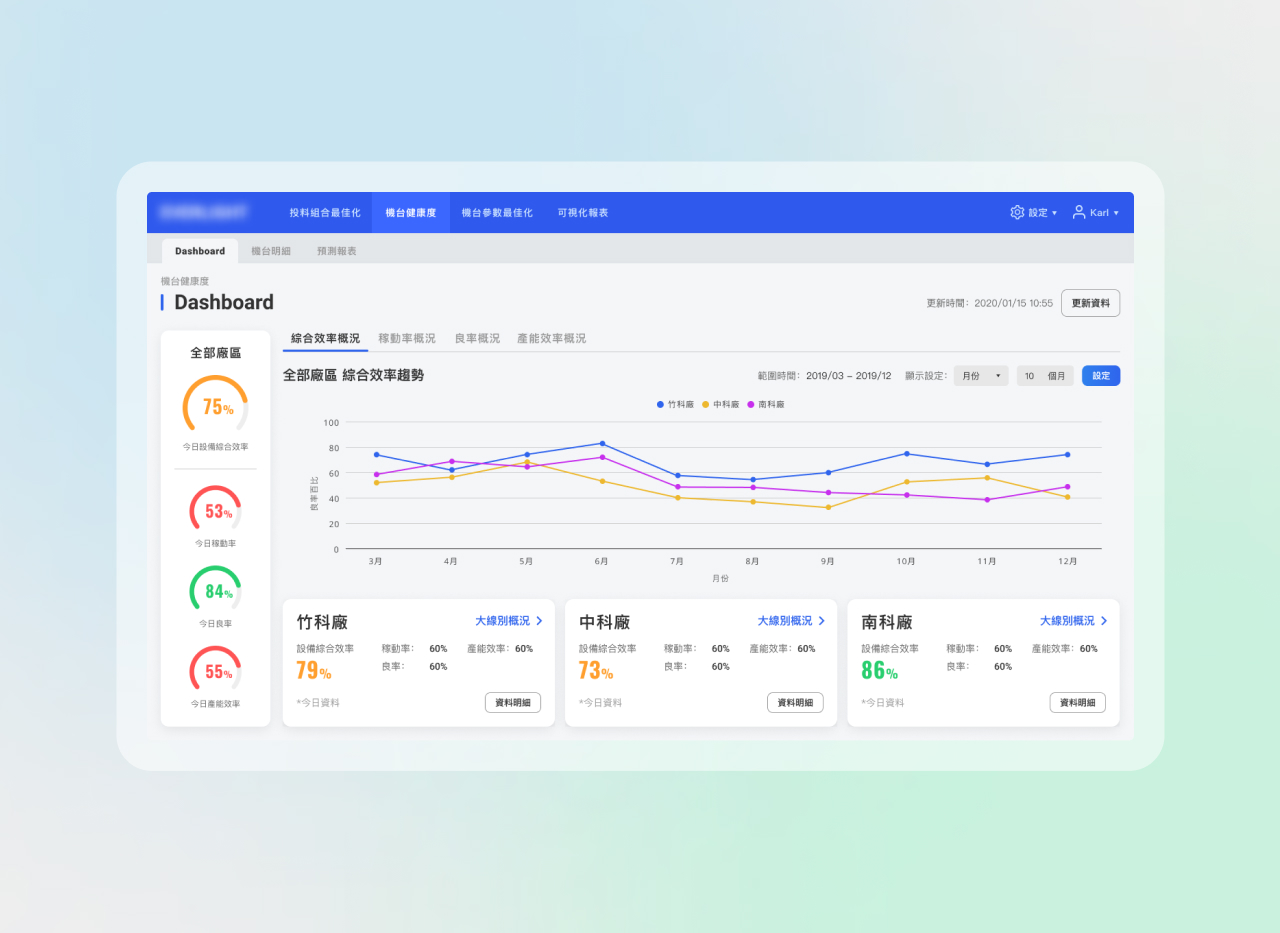 投料組合最佳化 機台健康度 機台參數最佳化 可視化報表 設定 Karl
Dashboard 機台明細 預測報表
機台健康度
Dashboard
更新時間: 2020/01/15 10:55 更新資料
全部廠區
75%
今日設備綜合效率
53%
今日稼動率
84%
今日良率
55%
今日產能效率
綜合效率概況 稼動率概況 良率概況 產能效率概況
全部廠區 綜合效率趨勢
範圍時間: 2019/03 – 2019/12 顯示設定: 月份 10 個月 設定
竹科廠 中科廠 南科廠
良率百比
100
80
60
40
20
0
3月 4月 5月 6月 7月 8月 9月 10月 11月 12月
月份
竹科廠 大線別概況
設備綜合效率 稼動率: 60% 產能效率: 60%
79% 良率: 60%
*今日資料 資料明細
中科廠 大線別概況
設備綜合效率 稼動率: 60% 產能效率: 60%
73% 良率: 60%
*今日資料 資料明細
南科廠 大線別概況
設備綜合效率 稼動率: 60% 產能效率: 60%
86% 良率: 60%
*今日資料 資料明細